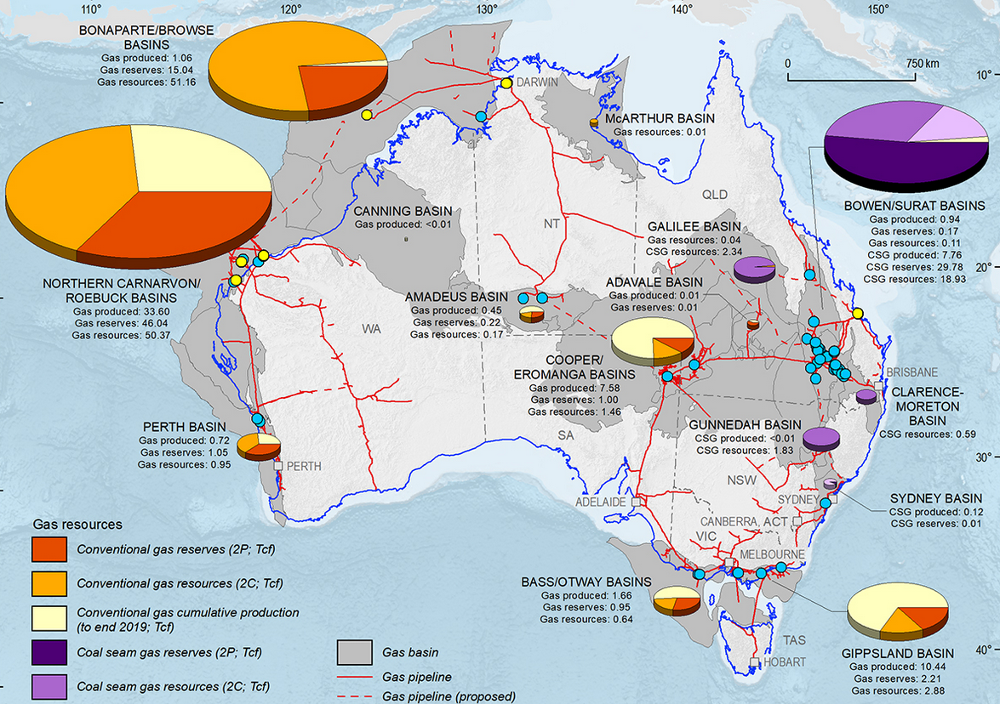 110°
120°
130°
140°
150°
BONAPARTE/BROWSE
BASINS
Gas produced: 1.06
Gas reserves: 15.04
Gas resources: 51.16
DARWIN
0
750 km
10°
McARTHUR BASIN
Gas resources: 0.01
QLD
CANNING BASIN
Gas produced: <0.01
NT
GALILEE BASIN
Gas resources: 0.04
CSG resources: 2.34
BOWEN/SURAT BASINS
Gas produced: 0.94
Gas reserves: 0.17
Gas resources: 0.11
CSG produced: 7.76
CSG reserves: 29.78
CSG resources: 18.93
20°
NORTHERN CARNARVON/
ROEBUCK BASINS
Gas produced: 33.60
Gas reserves: 46.04
Gas resources: 50.37
ADAVALE BASIN
Gas produced: 0.01
Gas reserves: 0.01
AMADEUS BASIN
Gas produced: 0.45
Gas reserves: 0.22
Gas resources: 0.17
WA
COOPER/
EROMANGA BASINS
Gas produced: 7.58
Gas reserves: 1.00
Gas resources: 1.46
BRISBANE
CLARENCE-
MORETON
BASIN
CSG resources: 0.59
PERTH BASIN
Gas produced: 0.72
Gas reserves: 1.05
Gas resources: 0.95
PERTH
SA
GUNNEDAH BASIN
CSG produced: <0.01
CSG resources: 1.83
30°
NSW
ADELAIDE
SYDNEY
SYDNEY BASIN
CSG produced: 0.12
CSG reserves: 0.01
CANBERRA, ACT
VIC
MELBOURNE
BASS/OTWAY BASINS
Gas produced: 1.66
Gas reserves: 0.95
Gas resources: 0.64
TAS
HOBART
40°
GIPPSLAND BASIN
Gas produced: 10.44
Gas reserves: 2.21
Gas resources: 2.88
Gas resources
Conventional gas reserves (2P; Tcf)
Conventional gas resources (2C; Tcf)
Conventional gas cumulative production
(to end 2019; Tcf)
Coal seam gas reserves (2P; Tcf)
Coal seam gas resources (2C; Tcf)
Gas basin
Gas pipeline
Gas pipeline (proposed)